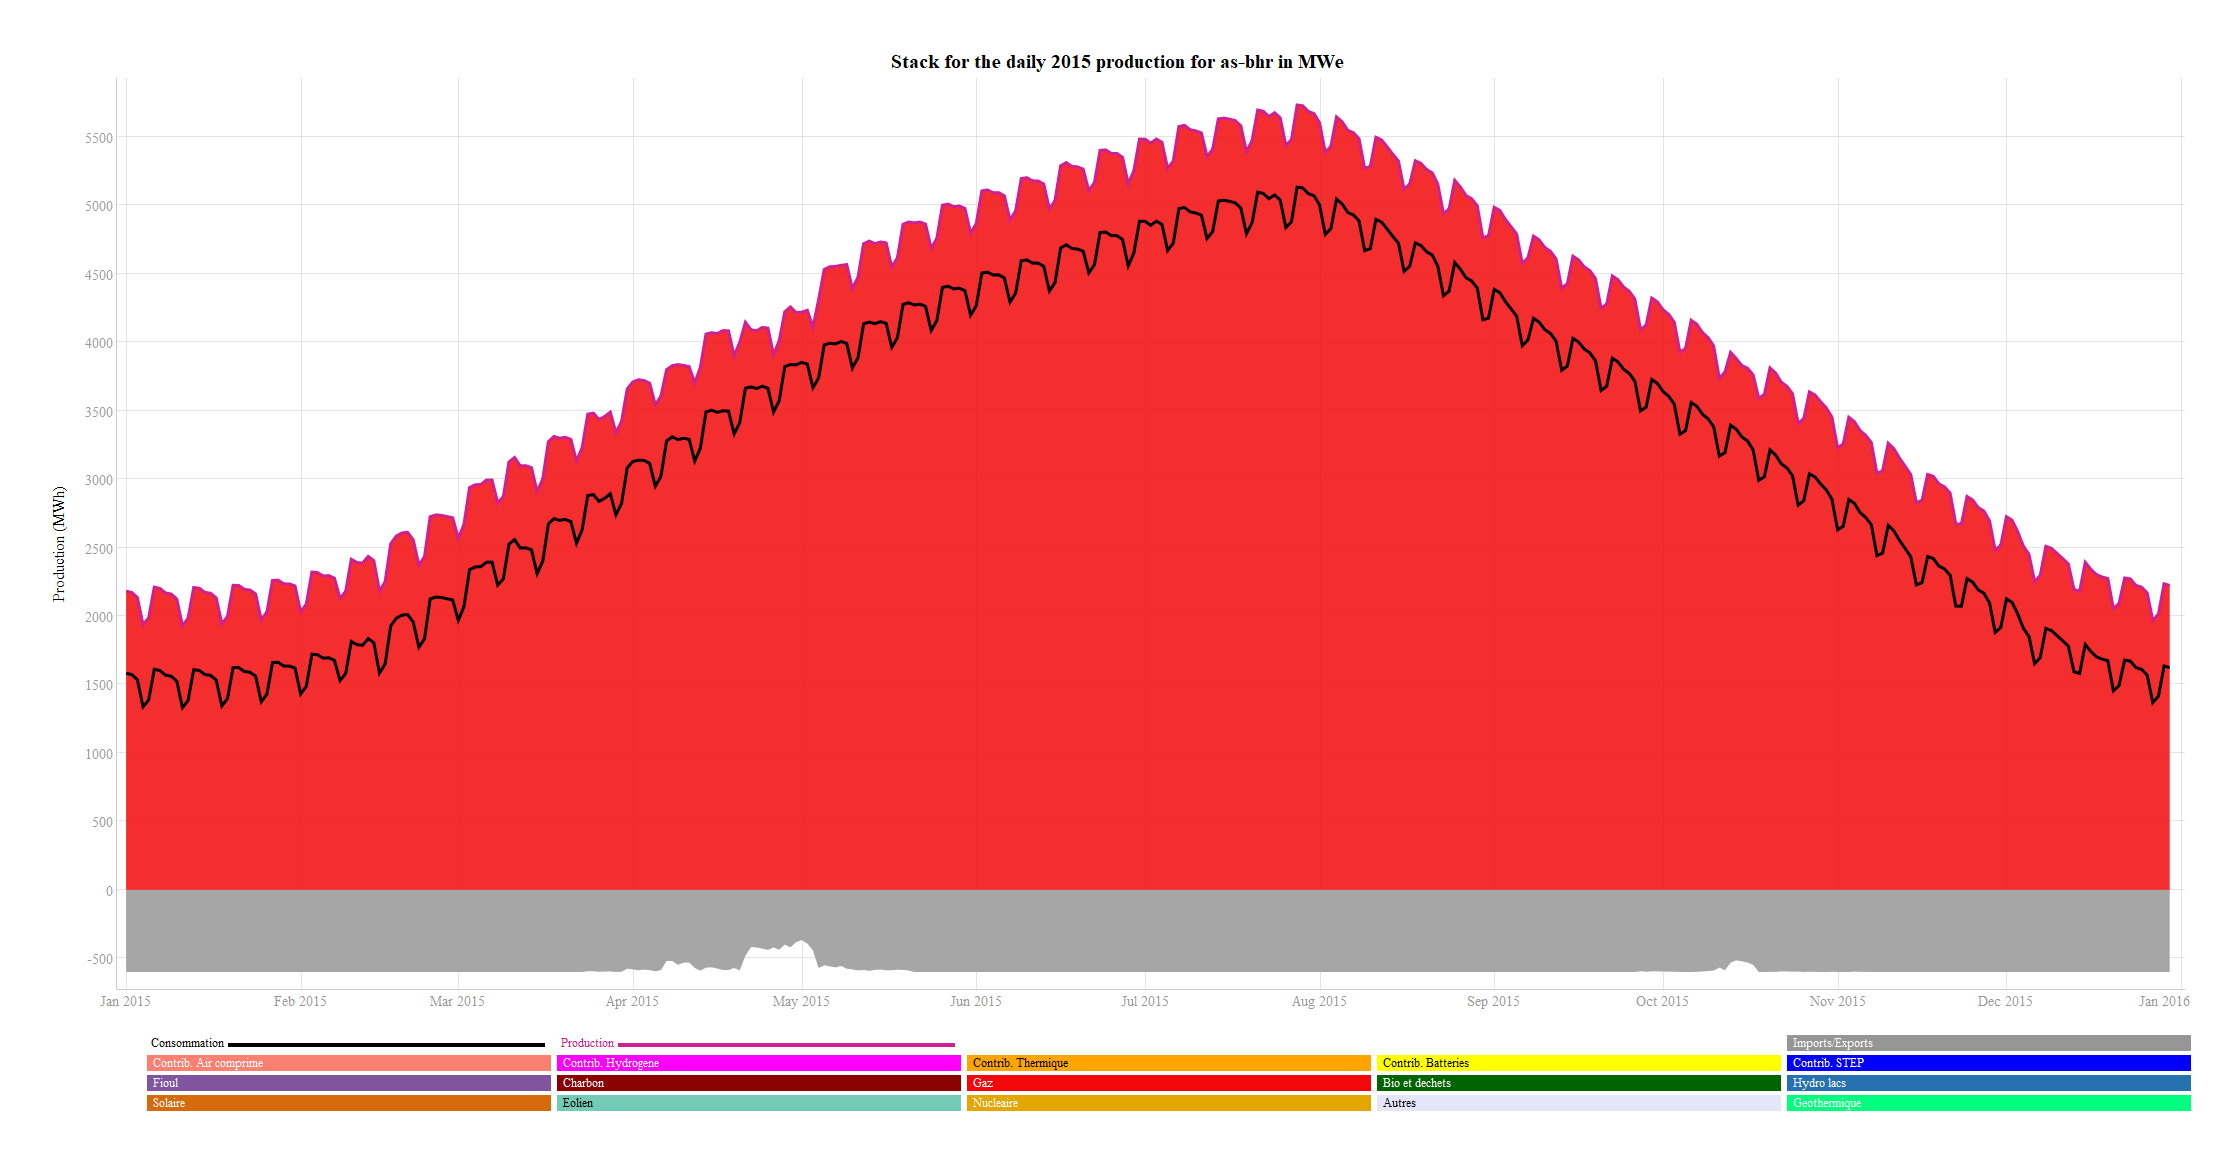 Stack for the daily 2015 production for as-bhr in MWe
Production (MWh)
5500
5000
4500
4000
3500
3000
2500
2000
1500
1000
500
0
-500
Jan 2015 Feb 2015 Mar 2015 Apr 2015 May 2015 Jun 2015 Jul 2015 Aug 2015 Sep 2015 Oct 2015 Nov 2015 Dec 2015 Jan 2016
Consommation Production Imports/Exports
Contrib. Air comprime Contrib. Hydrogene Contrib. Thermique Contrib. Batteries Contrib. STEP
Fioul Charbon Gaz Bio et dechets Hydro lacs
Solaire Eolien Nucleaire Autres Geothermique